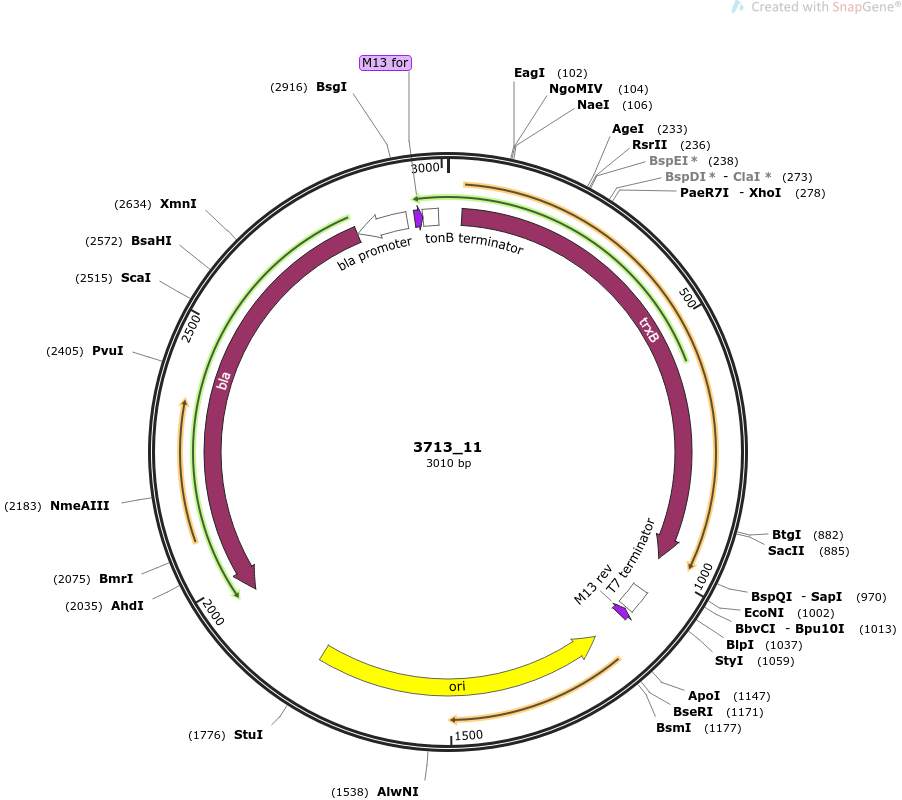 Created with SnapGene®
M13 for
(2916) BsgI
EagI (102)
NgoMIV (104)
NaeI (106)
AgeI (233)
RsrII (236)
BspEI * (238)
BspDI * - ClaI * (273)
PaeR7I - XhoI (278)
3000
(2634) XmnI
(2572) BsaHI
(2515) ScaI
(2405) PvuI
(2183) NmeAIII
(2075) BmrI
(2035) AhdI
(1776) StuI
(1538) AlwNI
bla promoter
tonB terminator
500
trxB
2500
bla
3713_11
3010 bp
BtgI (882)
SacII (885)
T7 terminator
M13 rev
1000
BspQI - SapI (970)
EcoNI (1002)
BbvCI - Bpu10I (1013)
BlpI (1037)
StyI (1059)
ApoI (1147)
BseRI (1171)
BsmI (1177)
2000
ori
1500